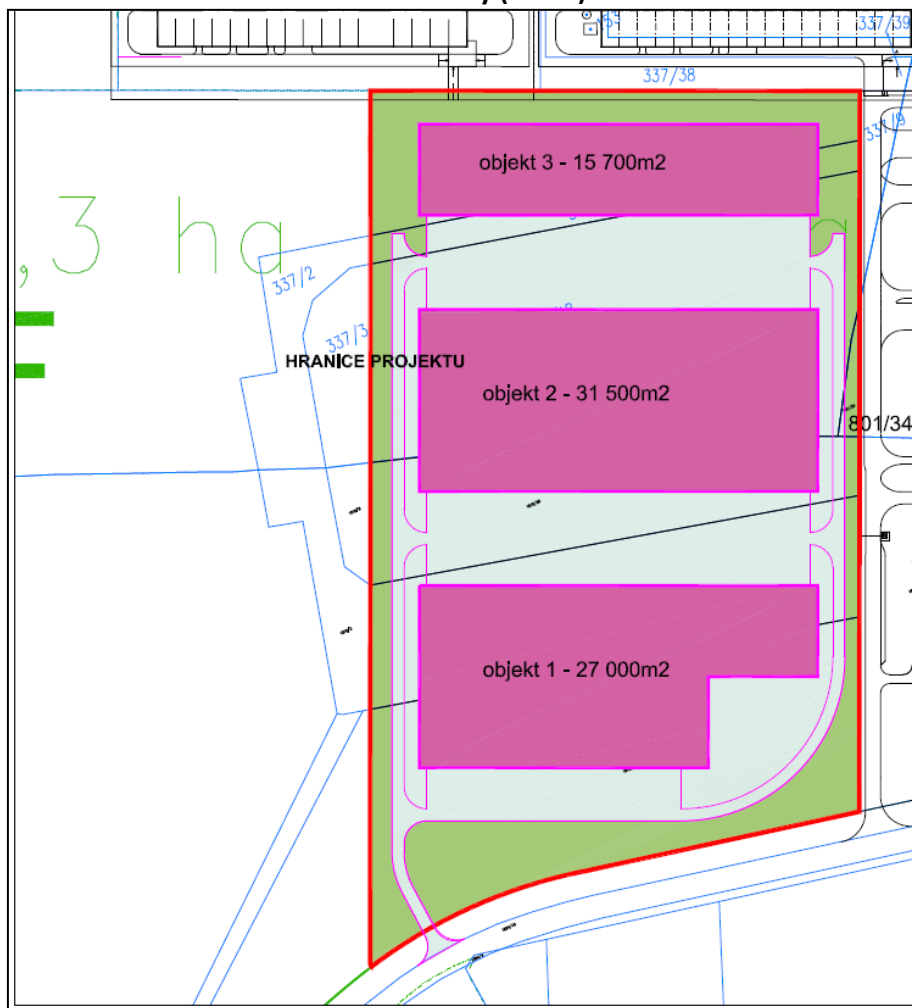 337/39
337/38
337/9
objekt 3 - 15 700m2
,3 ha
337/2
337/3
HRANICE PROJEKTU
objekt 2 - 31 500m2
801/34
objekt 1 - 27 000m2